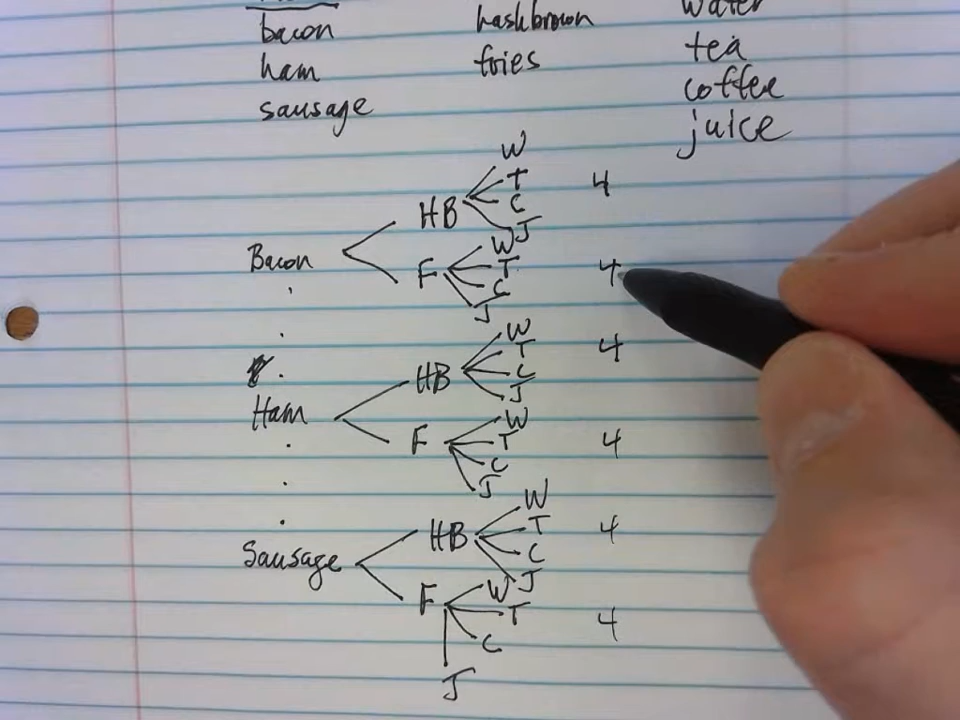 bacon hashbrown water
ham fries tea
sausage coffee
juice
W
T 4
HB C
J
Bacon W
F T 4
C
J
W
T 4
HB C
J
Ham W
F T 4
C
J
W
HB T 4
C
Sausage J
F W
T 4
C
J